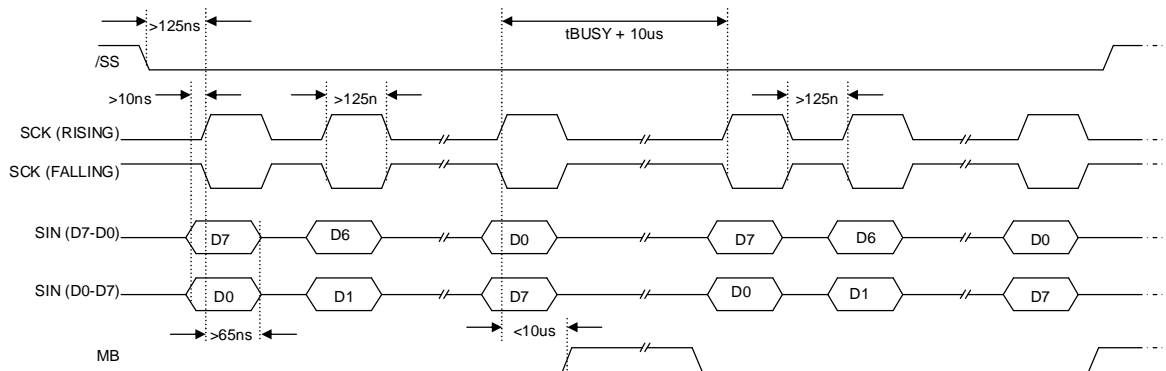 >125ns
tBUSY + 10us
/SS
>10ns
>125n
>125n
SCK (RISING)
SCK (FALLING)
SIN (D7-D0)
D7
D6
D0
D7
D6
D0
SIN (D0-D7)
D0
D1
D7
D0
D1
D7
>65ns
<10us
MB